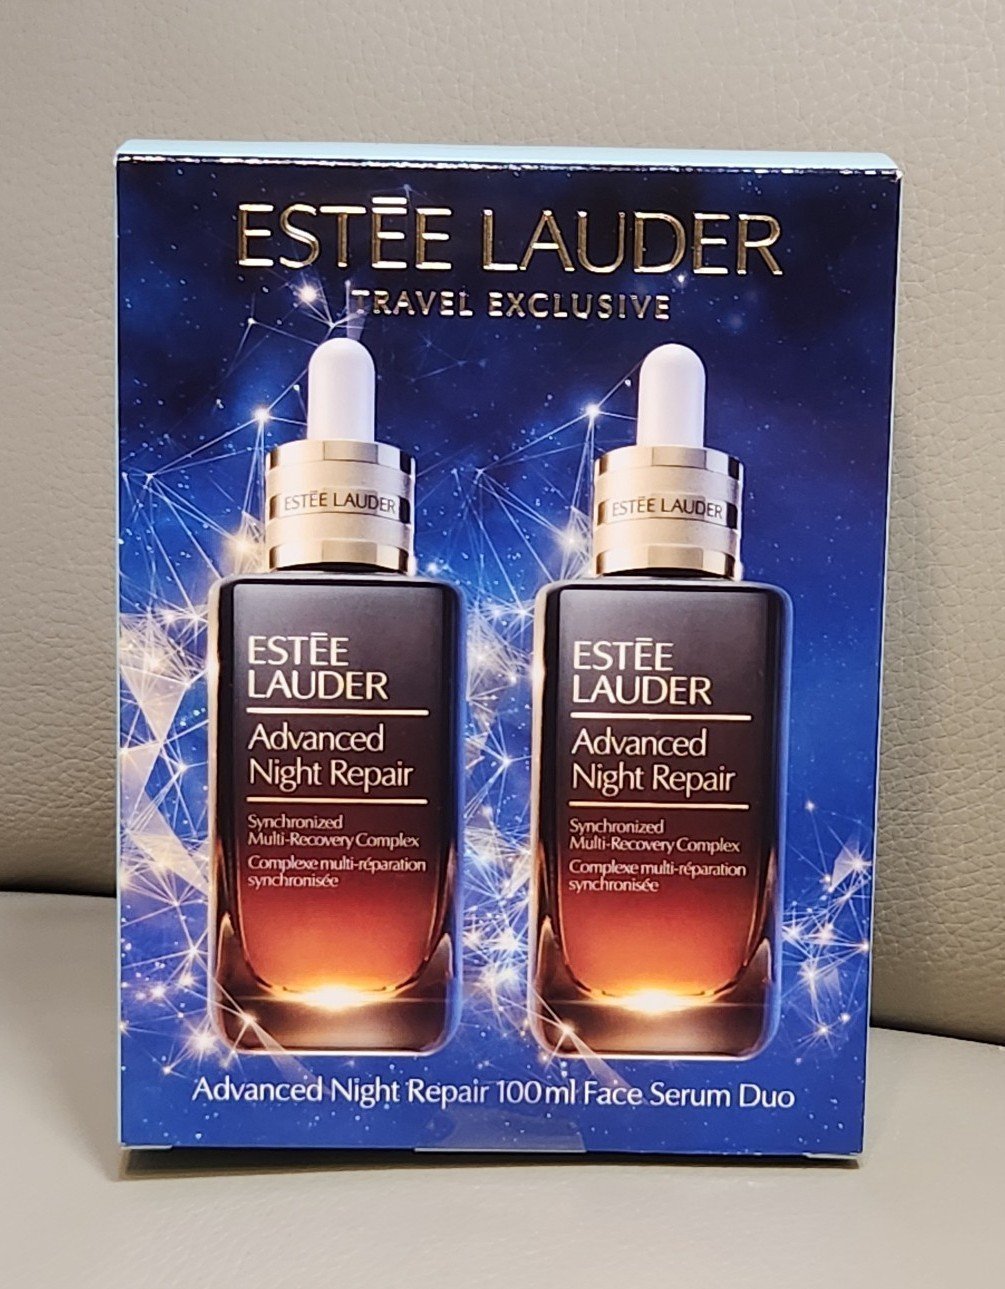 ESTĒE LAUDER
TRAVEL EXCLUSIVE
ESTĒE LAUDER
ESTĒE LAUDER
ESTĒE
LAUDER
Advanced
Night Repair
Synchronized
Multi-Recovery Complex
Complexe multi-réparation
synchronisée
ESTĒE
LAUDER
Advanced
Night Repair
Synchronized
Multi-Recovery Complex
Complexe multi-réparation
synchronisée
Advanced Night Repair 100ml Face Serum Duo